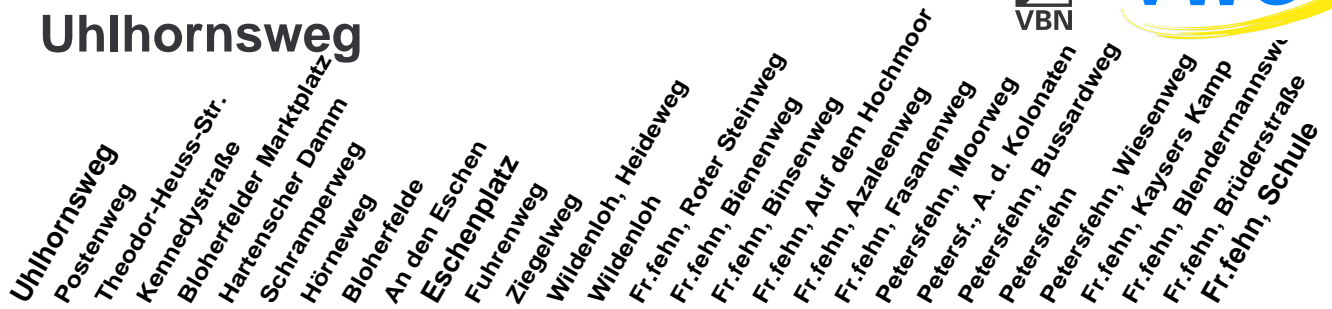 Uhlhornsweg
VBN
Uhlhornsweg
Postenweg
Theodor-Heuss-Str.
Kennedystraße
Bloherfelder Marktplatz
Hartenscher Damm
Schramperweg
Hörneweg
Bloherfelde
An den Eschen
Eschenplatz
Fuhrenweg
Ziegelweg
Wildenloh, Heideweg
Wildenloh
Fr.fehn, Roter Steinweg
Fr.fehn, Bienenweg
Fr.fehn, Binsenweg
Fr.fehn, Auf dem Hochmoor
Fr.fehn, Azaleenweg
Fr.fehn, Fasanenweg
Petersfehn, Moorweg
Petersf., A. d. Kolonaten
Petersfehn, Bussardweg
Petersfehn
Petersfehn, Wiesenweg
Fr.fehn, Kaysers Kamp
Fr.fehn, Blendermannswe
Fr.fehn, Brüderstraße
Fr.fehn, Schule